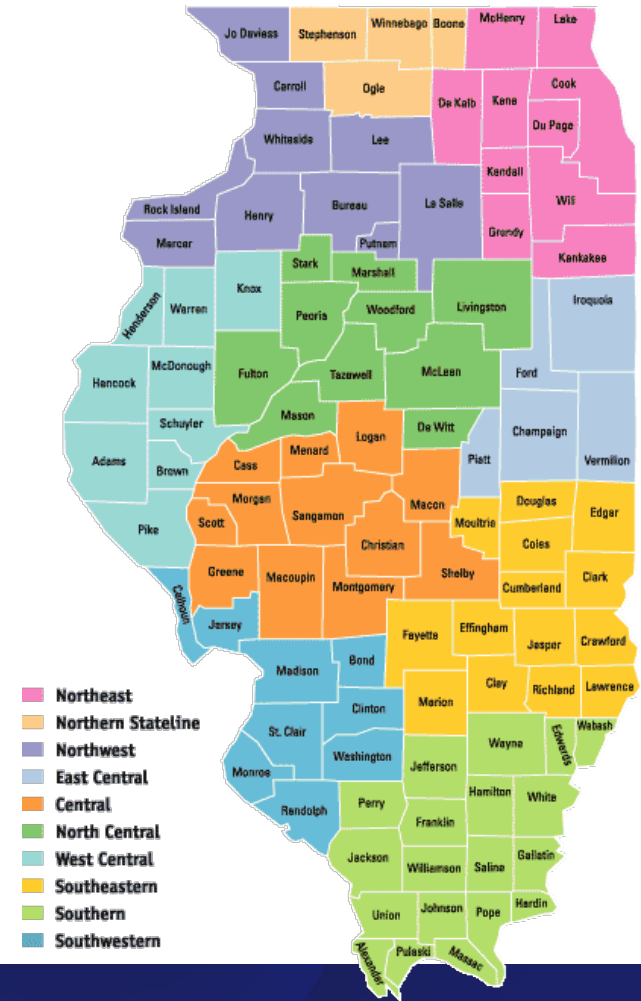 Jo Daviess
Stephenson
Winnebago
Boone
McHenry
Lake
Carroll
Ogle
De Kalb
Kane
Cook
Du Page
Whiteside
Lee
Kendall
Will
Rock Island
Henry
Bureau
La Salle
Grundy
Mercer
Putnam
Kankakee
Stark
Marshall
Henderson
Warren
Knox
Peoria
Woodford
Livingston
Iroquois
Hancock
McDonough
Fulton
Tazewell
McLean
Ford
Schuyler
Mason
Logan
De Witt
Champaign
Vermilion
Adams
Brown
Cass
Menard
Piatt
Pike
Morgan
Scott
Sangamon
Macon
Moultrie
Douglas
Edgar
Christian
Coles
Greene
Macoupin
Montgomery
Shelby
Cumberland
Clark
Calhoun
Jersey
Fayette
Effingham
Jasper
Crawford
Madison
Bond
Clay
Richland
Lawrence
Marion
Clinton
St. Clair
Wayne
Edwards
Wabash
Washington
Jefferson
Monroe
Randolph
Perry
Hamilton
White
Franklin
Jackson
Williamson
Saline
Gallatin
Union
Johnson
Pope
Hardin
Alexander
Pulaski
Massac
Northeast
Northern Stateline
Northwest
East Central
Central
North Central
West Central
Southeastern
Southern
Southwestern